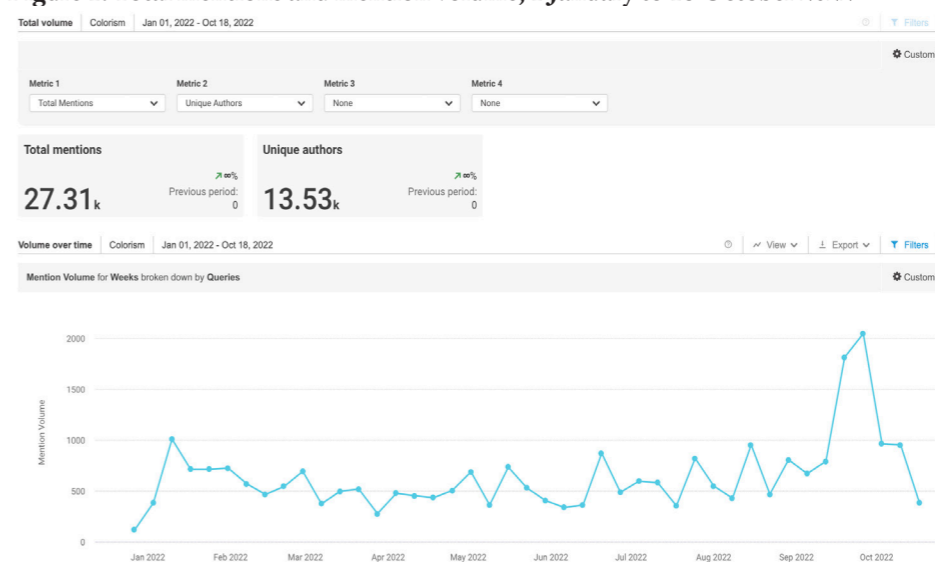 Total volume Colorism Jan 01, 2022 - Oct 18, 2022 Filters
Custom
Metric 1 Metric 2 Metric 3 Metric 4
Total Mentions Unique Authors None None
Total mentions Unique authors
∞% ∞%
27.31k Previous period: 0 13.53k Previous period: 0
Volume over time Colorism Jan 01, 2022 - Oct 18, 2022 View Export Filters
Mention Volume for Weeks broken down by Queries Custom
2000
1500
1000
500
0
Mention Volume
Jan 2022 Feb 2022 Mar 2022 Apr 2022 May 2022 Jun 2022 Jul 2022 Aug 2022 Sep 2022 Oct 2022